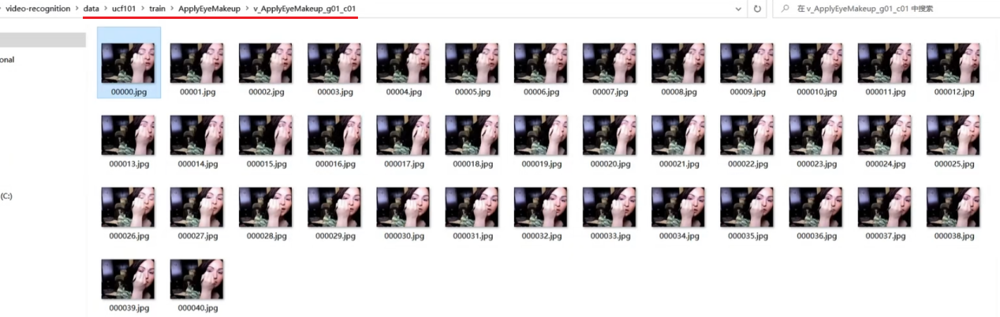 video-recognition > data > ucf101 > train > ApplyEyeMakeup > v_ApplyEyeMakeup_g01_c01
在 v_ApplyEyeMakeup_g01_c01 中搜索
onal
(C:)
00000.jpg 00001.jpg 00002.jpg 00003.jpg 00004.jpg 00005.jpg 00006.jpg 00007.jpg 00008.jpg 00009.jpg 000010.jpg 000011.jpg 000012.jpg
000013.jpg 000014.jpg 000015.jpg 000016.jpg 000017.jpg 000018.jpg 000019.jpg 000020.jpg 000021.jpg 000022.jpg 000023.jpg 000024.jpg 000025.jpg
000026.jpg 000027.jpg 000028.jpg 000029.jpg 000030.jpg 000031.jpg 000032.jpg 000033.jpg 000034.jpg 000035.jpg 000036.jpg 000037.jpg 000038.jpg
000039.jpg 000040.jpg